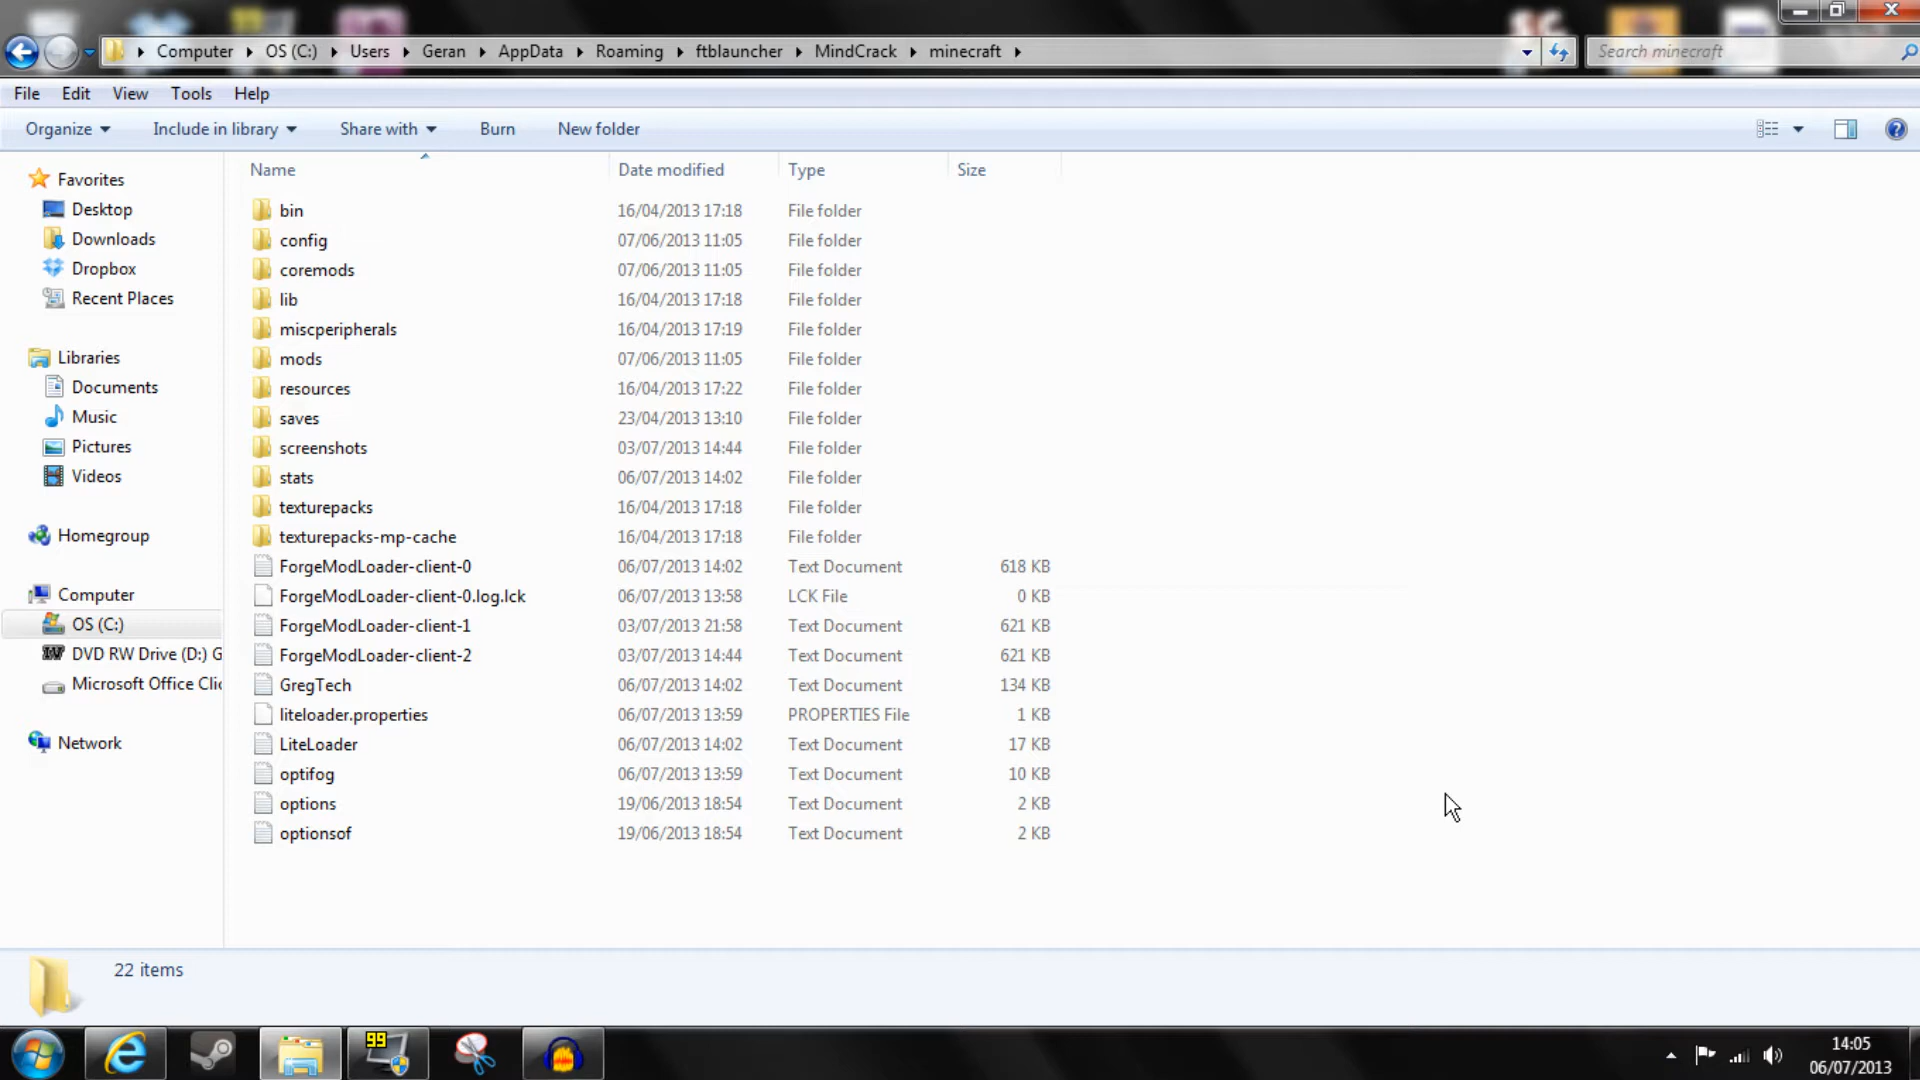 Computer OS (C:) Users Geran AppData Roaming ftblauncher MindCrack minecraft Search minecraft
File Edit View Tools Help
Organize Include in library Share with Burn New folder
Name Date modified Type Size
Favorites
Desktop
Downloads
Dropbox
Recent Places
Libraries
Documents
Music
Pictures
Videos
Homegroup
Computer
OS (C:)
DVD RW Drive (D:) G
Microsoft Office Clic
Network
bin 16/04/2013 17:18 File folder
config 07/06/2013 11:05 File folder
coremods 07/06/2013 11:05 File folder
lib 16/04/2013 17:18 File folder
miscperipherals 16/04/2013 17:19 File folder
mods 07/06/2013 11:05 File folder
resources 16/04/2013 17:22 File folder
saves 23/04/2013 13:10 File folder
screenshots 03/07/2013 14:44 File folder
stats 06/07/2013 14:02 File folder
texturepacks 16/04/2013 17:18 File folder
texturepacks-mp-cache 16/04/2013 17:18 File folder
ForgeModLoader-client-0 06/07/2013 14:02 Text Document 618 KB
ForgeModLoader-client-0.log.lck 06/07/2013 13:58 LCK File 0 KB
ForgeModLoader-client-1 03/07/2013 21:58 Text Document 621 KB
ForgeModLoader-client-2 03/07/2013 14:44 Text Document 621 KB
GregTech 06/07/2013 14:02 Text Document 134 KB
liteloader.properties 06/07/2013 13:59 PROPERTIES File 1 KB
LiteLoader 06/07/2013 14:02 Text Document 17 KB
optifog 06/07/2013 13:59 Text Document 10 KB
options 19/06/2013 18:54 Text Document 2 KB
optionsof 19/06/2013 18:54 Text Document 2 KB
22 items
99
14:05
06/07/2013